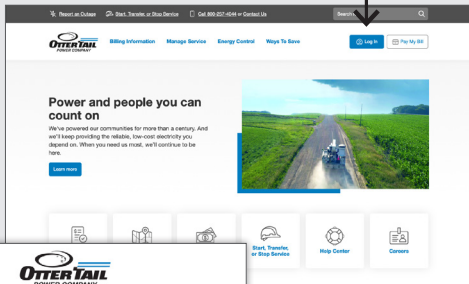 Report an Outage Start, Transfer, or Stop Service Call 800-257-4044 or Contact Us Search
OTTER TAIL
POWER COMPANY
Billing Information Manage Service Energy Control Ways To Save
Log in Pay My Bill
Power and people you can
count on
We've powered our communities for more than a century. And
we'll keep providing the reliable, low-cost electricity you
depend on. When you need us most, we'll continue to be
here.
Learn more
Start, Transfer,
or Stop Service
Help Center
Careers
OTTER TAIL
POWER COMPANY